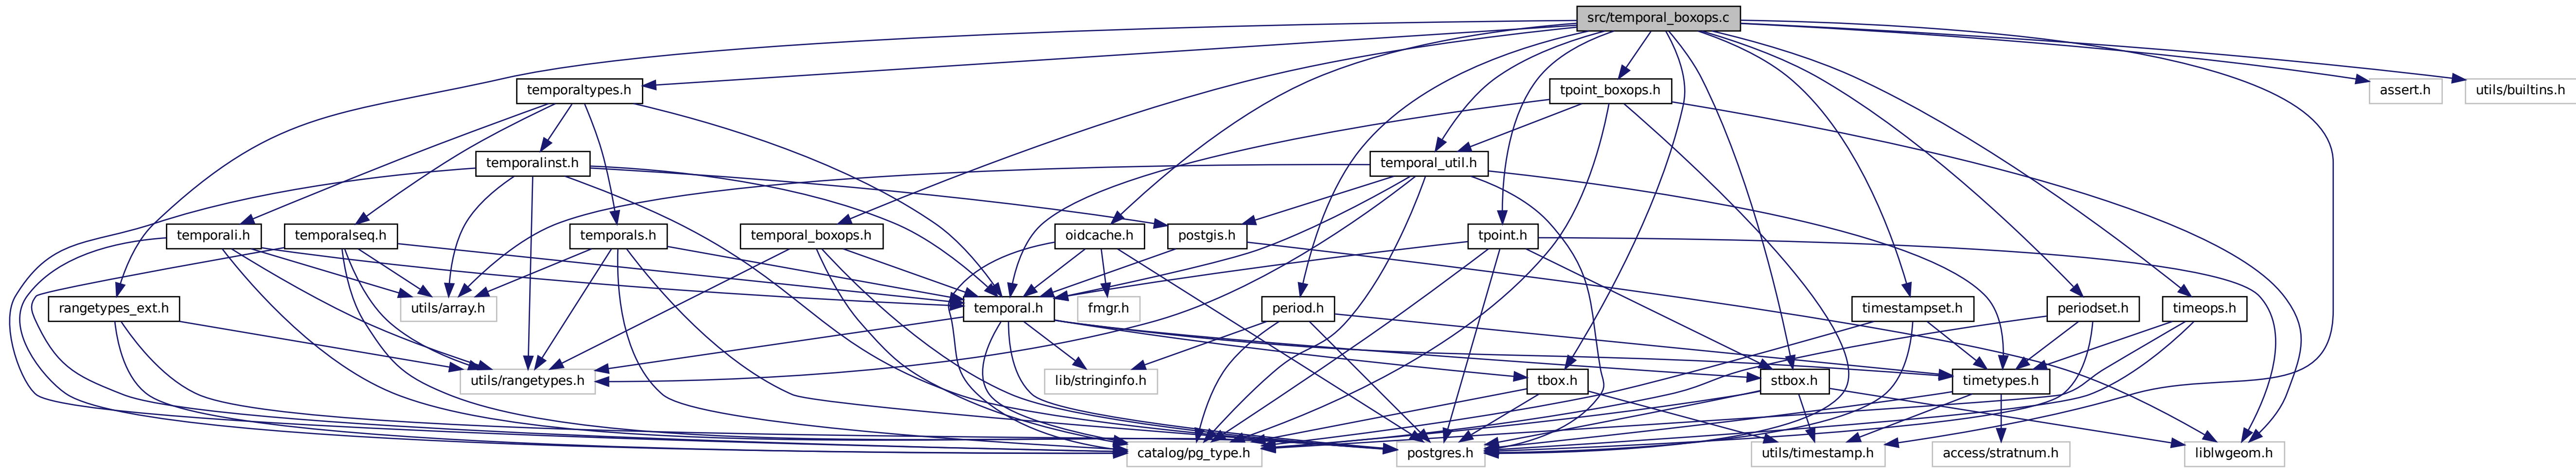 src/temporal_boxops.c
temporaltypes.h
tpoint_boxops.h
assert.h
utils/builtins.h
temporalinst.h
temporal_util.h
temporali.h
temporalseq.h
temporals.h
temporal_boxops.h
oidcache.h
postgis.h
tpoint.h
rangetypes_ext.h
utils/array.h
temporal.h
fmgr.h
period.h
timestampset.h
periodset.h
timeops.h
utils/rangetypes.h
lib/stringinfo.h
tbox.h
stbox.h
timetypes.h
catalog/pg_type.h
postgres.h
utils/timestamp.h
access/stratnum.h
liblwgeom.h